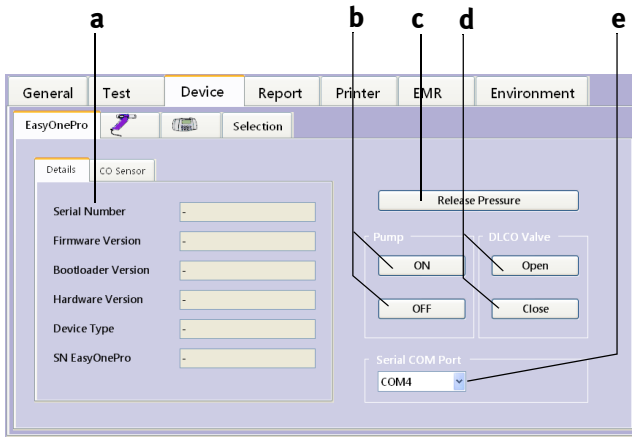 a b c d e
General Test Device Report Printer EMR Environment
EasyOnePro Selection
Details CO Sensor
Serial Number -
Firmware Version -
Bootloader Version -
Hardware Version -
Device Type -
SN EasyOnePro -
Release Pressure
Pump DLCO Valve
ON Open
OFF Close
Serial COM Port
COM4